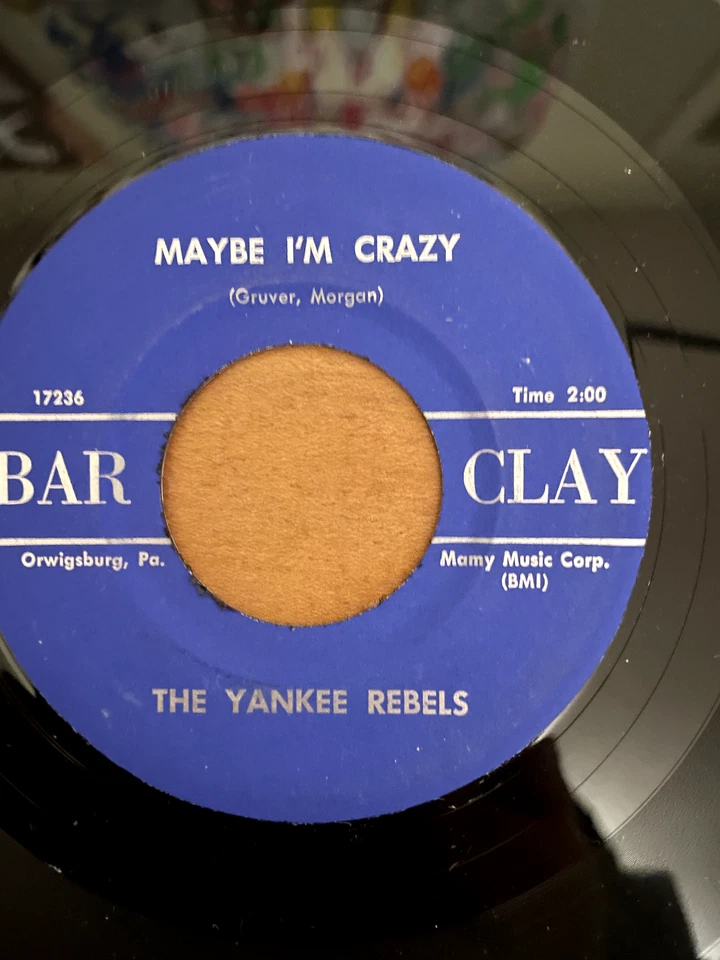 MAYBE I'M CRAZY
(Gruver, Morgan)
17236 Time 2:00
BAR CLAY
Orwigsburg, Pa. Mamy Music Corp.
(BMI)
THE YANKEE REBELS